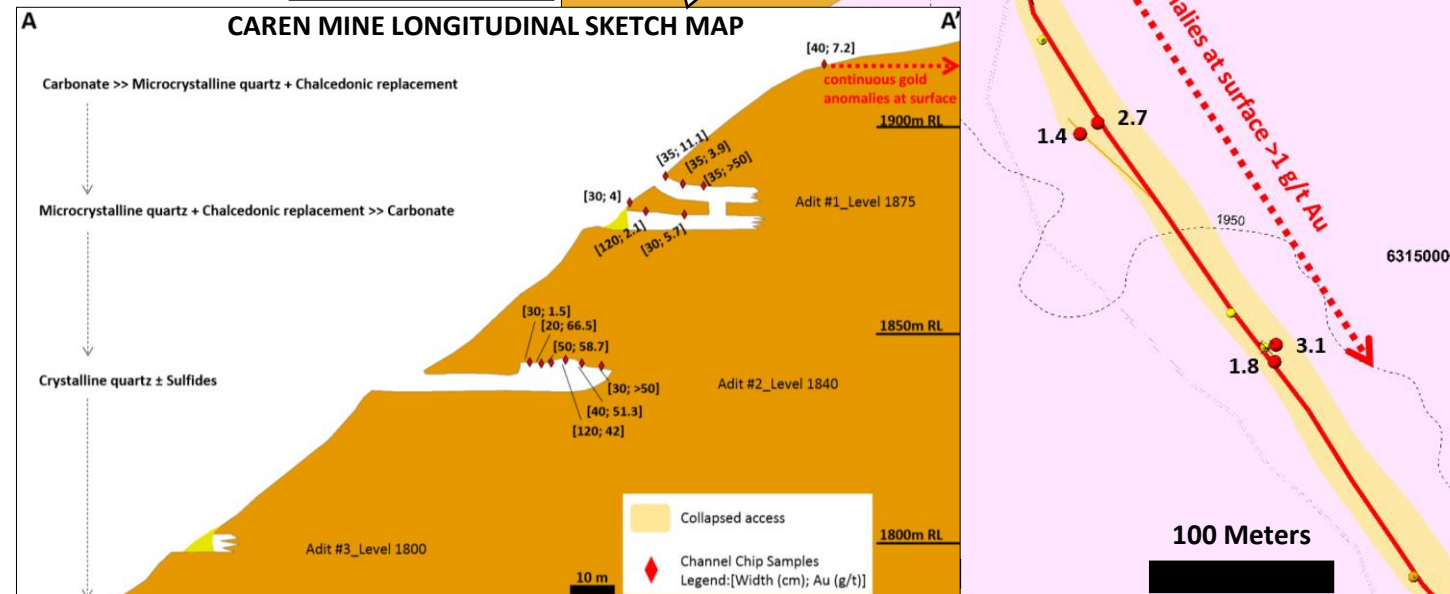 A
CAREN MINE LONGITUDINAL SKETCH MAP
A'
Carbonate >> Microcrystalline quartz + Chalcedonic replacement
Microcrystalline quartz + Chalcedonic replacement >> Carbonate
Crystalline quartz ± Sulfides
[40; 7.2]
continuous gold
anomalies at surface
1900m RL
[35; 11.1]
[35; 3.9]
[35; >50]
[30; 4]
[120; 2.1]
[30; 5.7]
Adit #1_Level 1875
1850m RL
[30; 1.5]
[20; 66.5]
[50; 58.7]
[30; >50]
[40; 51.3]
[120; 42]
Adit #2_Level 1840
Adit #3_Level 1800
1800m RL
Collapsed access
Channel Chip Samples
Legend:[Width (cm); Au (g/t)]
10 m
at surface >1 g/t Au
2.7
1.4
1950
6315000
3.1
1.8
100 Meters